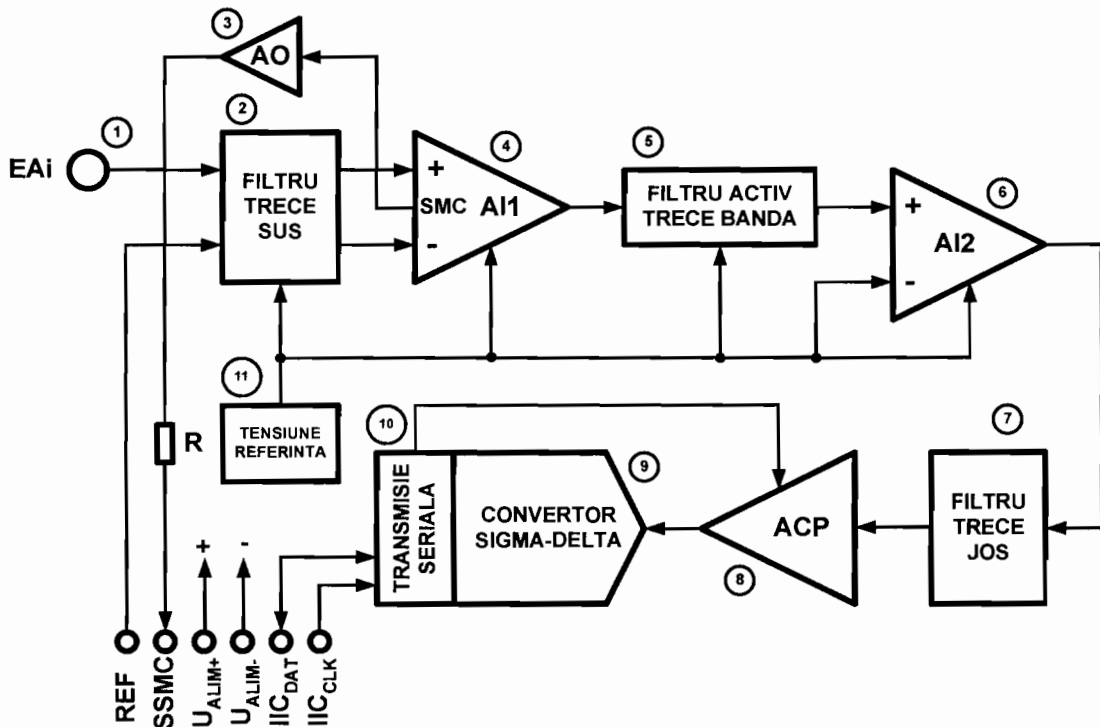 3
AO
1
2
4
5
6
EAi
FILTRU
TRECE
SUS
+
SMC
AI1
-
FILTRU ACTIV
TRECE BANDA
+
AI2
-
11
TENSIUNE
REFERINTA
R
10
7
9
TRANSMISIE
SERIALA
CONVERTOR
SIGMA-DELTA
ACP
8
FILTRU
TRECE
JOS
+
-
REF
SSMC
UALIM+
UALIM-
IICDAT
IICCLK